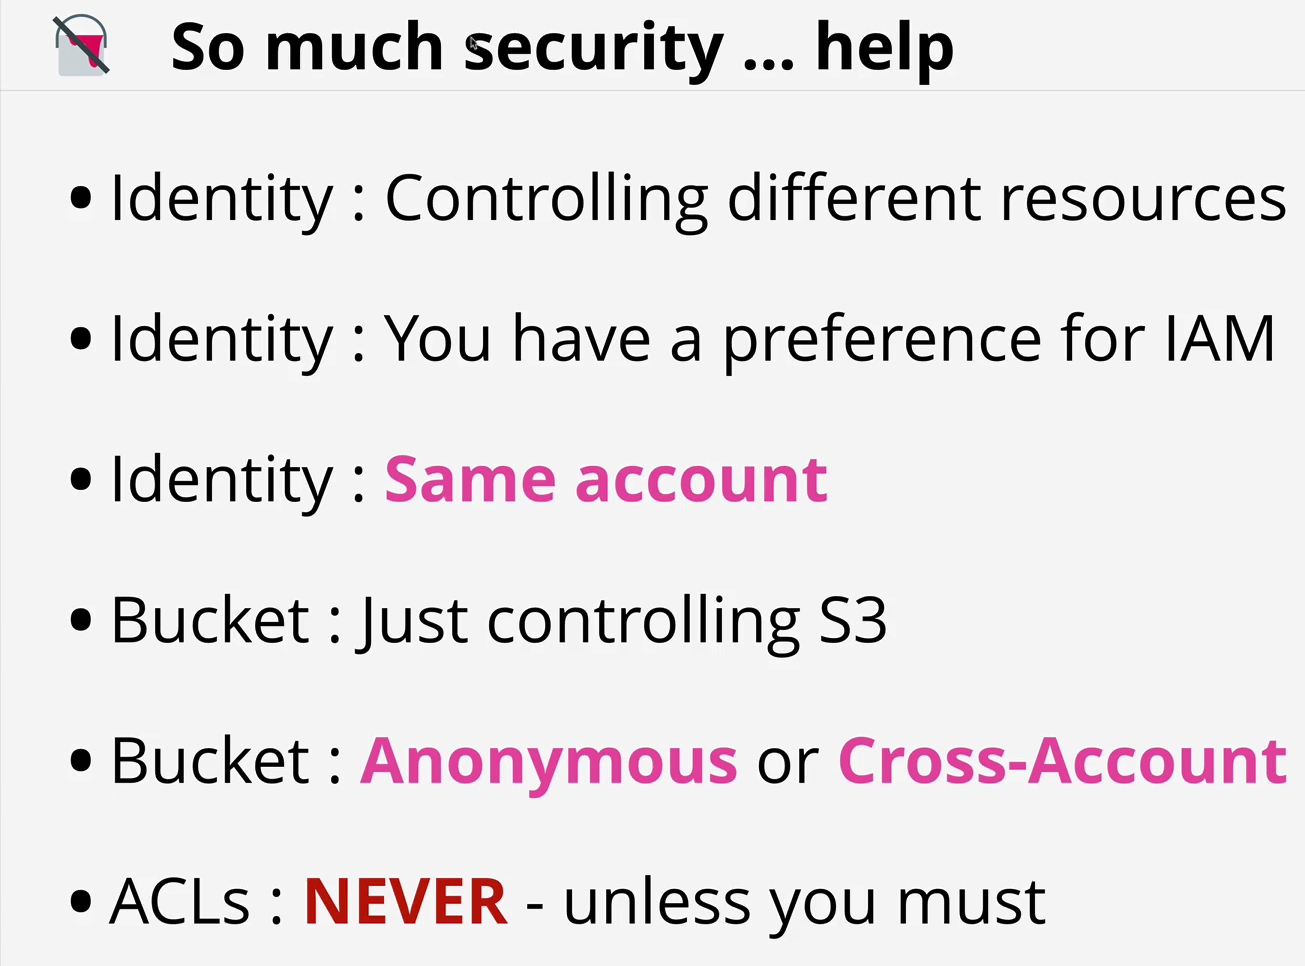 So much security ... help
• Identity : Controlling different resources
• Identity : You have a preference for IAM
• Identity : Same account
• Bucket : Just controlling S3
• Bucket : Anonymous or Cross-Account
• ACLs : NEVER - unless you must